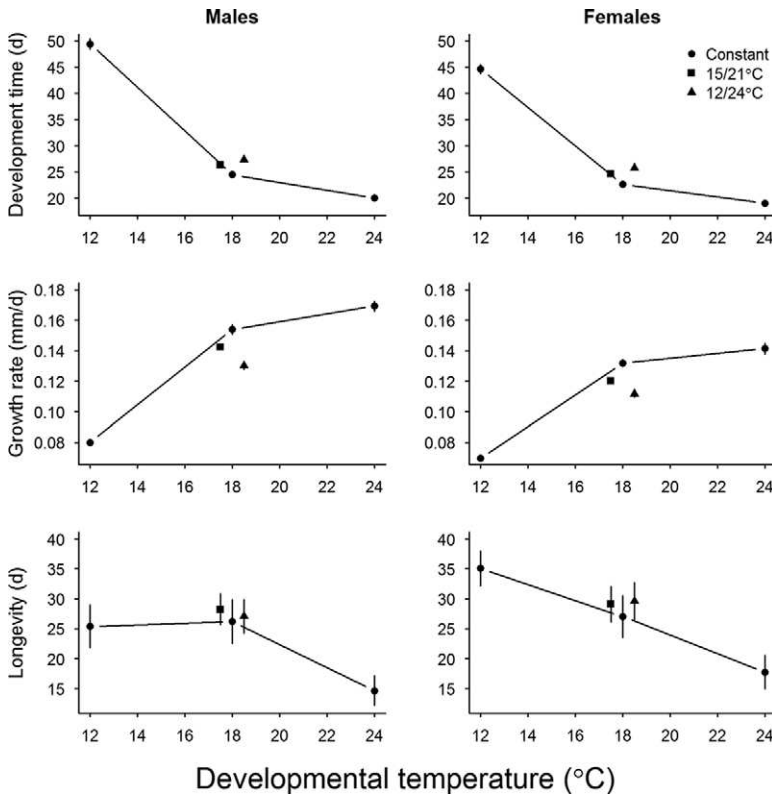 Males
Females
Development time (d)
50
45
40
35
30
25
20
12 14 16 18 20 22 24
50
45
40
35
30
25
20
12 14 16 18 20 22 24
Constant
15/21°C
12/24°C
Growth rate (mm/d)
0.18
0.16
0.14
0.12
0.10
0.08
12 14 16 18 20 22 24
0.18
0.16
0.14
0.12
0.10
0.08
12 14 16 18 20 22 24
Longevity (d)
40
35
30
25
20
15
12 14 16 18 20 22 24
40
35
30
25
20
15
12 14 16 18 20 22 24
Developmental temperature (°C)